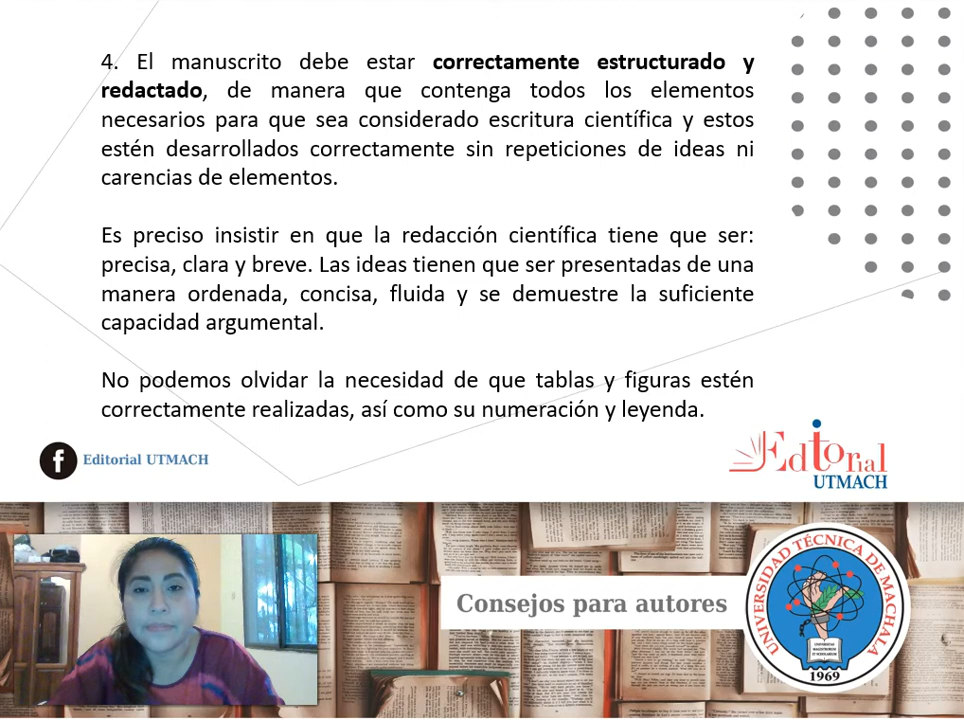 4. El manuscrito debe estar correctamente estructurado y
redactado, de manera que contenga todos los elementos
necesarios para que sea considerado escritura científica y estos
estén desarrollados correctamente sin repeticiones de ideas ni
carencias de elementos.
Es preciso insistir en que la redacción científica tiene que ser:
precisa, clara y breve. Las ideas tienen que ser presentadas de una
manera ordenada, concisa, fluida y se demuestre la suficiente
capacidad argumental.
No podemos olvidar la necesidad de que tablas y figuras estén
correctamente realizadas, así como su numeración y leyenda.
f Editorial UTMACH
Editorial
UTMACH
Consejos para autores
UNIVERSIDAD TÉCNICA DE MACHALA
1969